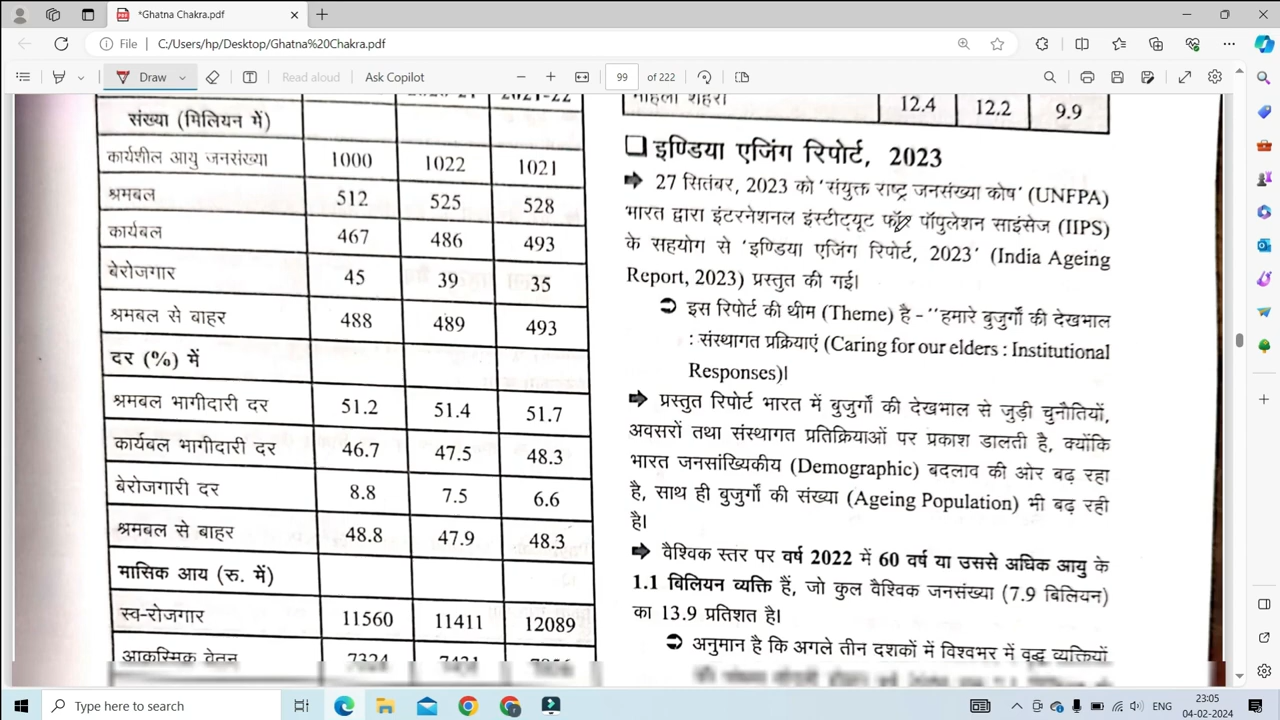 *Ghatna Chakra.pdf
File C:/Users/hp/Desktop/Ghatna%20Chakra.pdf
Draw Read aloud Ask Copilot 99 of 222
2021-22
संख्या (मिलियन में)
कार्यशील आयु जनसंख्या 1000 1022 1021
श्रमबल 512 525 528
कार्यबल 467 486 493
बेरोजगार 45 39 35
श्रमबल से बाहर 488 489 493
दर (%) में
श्रमबल भागीदारी दर 51.2 51.4 51.7
कार्यबल भागीदारी दर 46.7 47.5 48.3
बेरोजगारी दर 8.8 7.5 6.6
श्रमबल से बाहर 48.8 47.9 48.3
मासिक आय (रु. में)
स्व-रोजगार 11560 11411 12089
आकस्मिक वेतन
12.4 12.2 9.9
इण्डिया एजिंग रिपोर्ट, 2023
27 सितंबर, 2023 को 'संयुक्त राष्ट्र जनसंख्या कोष' (UNFPA)
भारत द्वारा इंटरनेशनल इंस्टीट्यूट फॉर पॉपुलेशन साइंसेज (IIPS)
के सहयोग से 'इण्डिया एजिंग रिपोर्ट, 2023' (India Ageing
Report, 2023) प्रस्तुत की गई।
इस रिपोर्ट की थीम (Theme) है - ''हमारे बुजुर्गो की देखभाल
: संस्थागत प्रक्रियाएं (Caring for our elders : Institutional
Responses)।
प्रस्तुत रिपोर्ट भारत में बुजुर्गों की देखभाल से जुड़ी चुनौतियों,
अवसरों तथा संस्थागत प्रतिक्रियाओं पर प्रकाश डालती है, क्योंकि
भारत जनसांख्यिकीय (Demographic) बदलाव की ओर बढ़ रहा
है, साथ ही बुजुर्गों की संख्या (Ageing Population) भी बढ़ रही
है।
वैश्विक स्तर पर वर्ष 2022 में 60 वर्ष या उससे अधिक आयु के
1.1 बिलियन व्यक्ति हैं, जो कुल वैश्विक जनसंख्या (7.9 बिलियन)
का 13.9 प्रतिशत है।
अनुमान है कि अगले तीन दशकों में विश्वभर में वृद्ध व्यक्तियों
Type here to search
ENG
23:05
04-02-2024